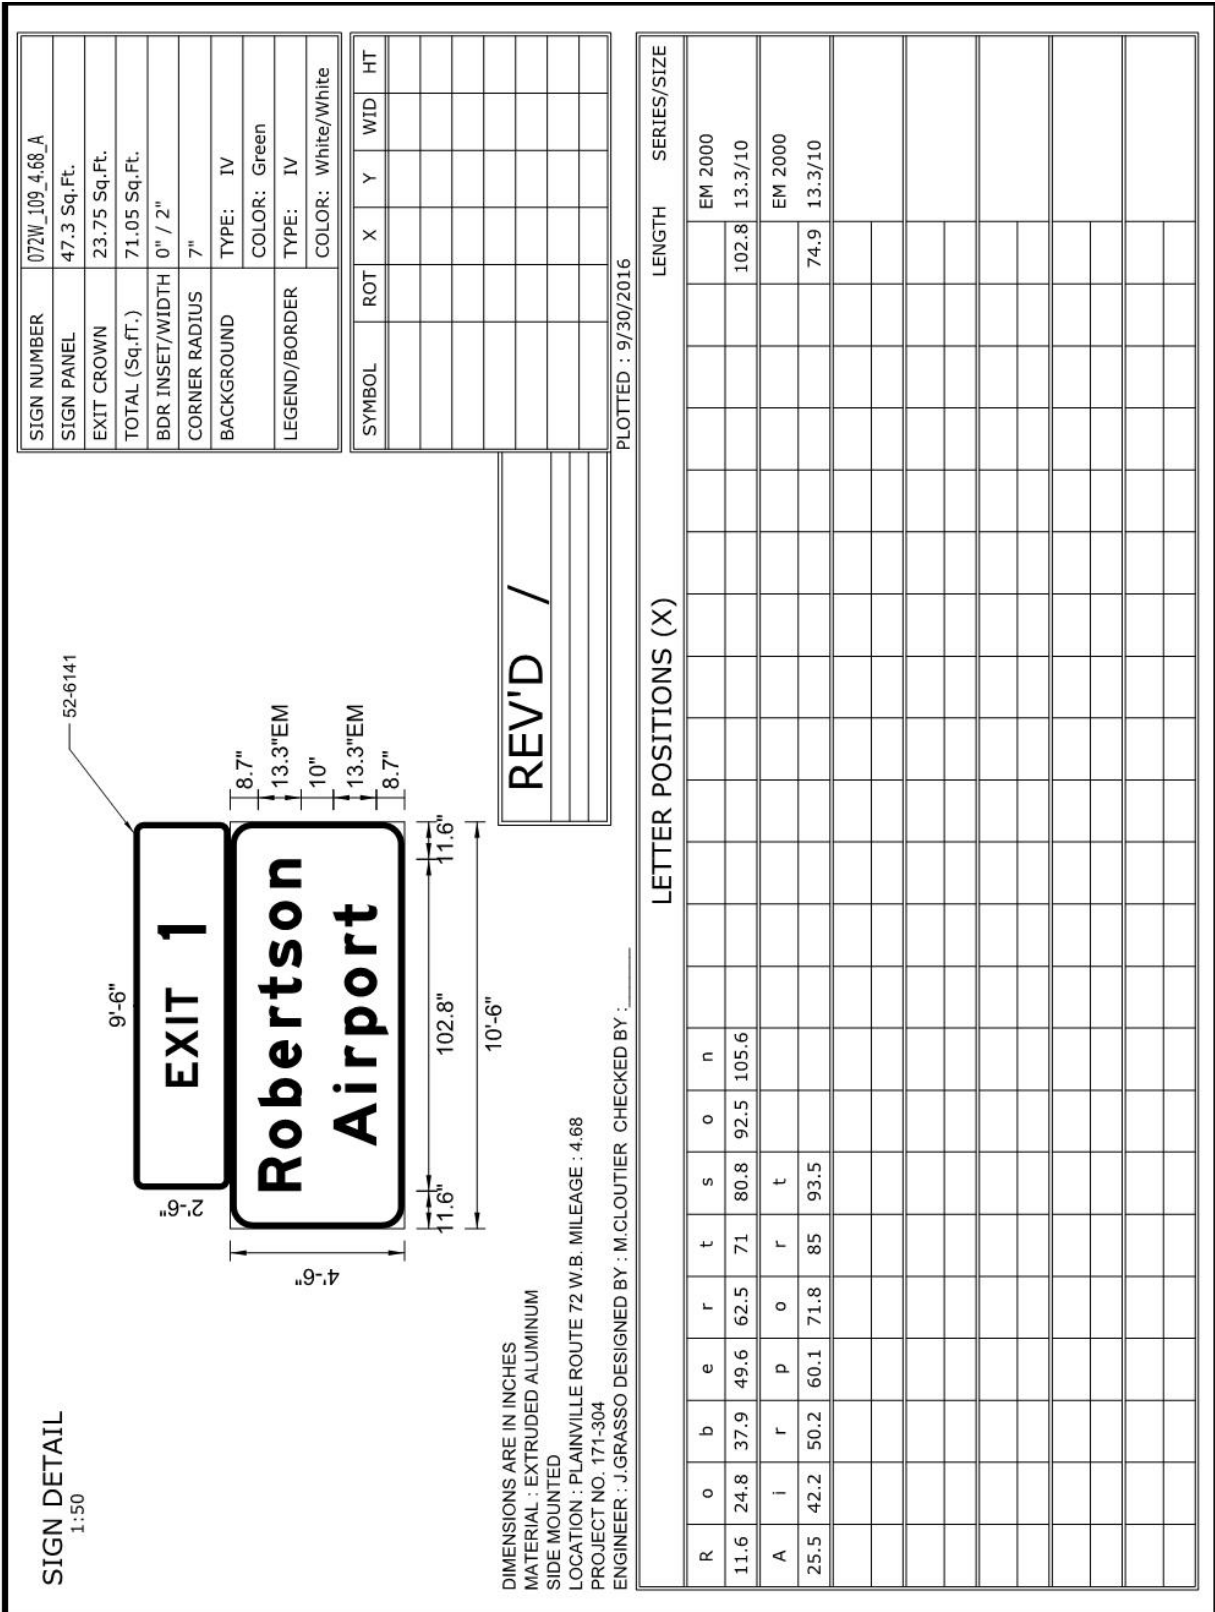 SIGN DETAIL
1:50
52-6141
9'-6"
2'-6"
EXIT 1
Robertson
Airport
4'-6"
8.7"
13.3"EM
10"
13.3"EM
8.7"
11.6" 102.8" 11.6"
10'-6"
SIGN NUMBER 072W_109_4.68_A
SIGN PANEL 47.3 Sq.Ft.
EXIT CROWN 23.75 Sq.Ft.
TOTAL (Sq.fT.) 71.05 Sq.Ft.
BDR INSET/WIDTH 0" / 2"
CORNER RADIUS 7"
BACKGROUND TYPE: IV
COLOR: Green
LEGEND/BORDER TYPE: IV
COLOR: White/White
SYMBOL ROT X Y WID HT
REV'D /
DIMENSIONS ARE IN INCHES
MATERIAL : EXTRUDED ALUMINUM
SIDE MOUNTED
LOCATION : PLAINVILLE ROUTE 72 W.B. MILEAGE : 4.68
PROJECT NO. 171-304
ENGINEER : J.GRASSO DESIGNED BY : M.CLOUTIER CHECKED BY :
PLOTTED : 9/30/2016
LETTER POSITIONS (X) LENGTH SERIES/SIZE
R o b e r t s o n EM 2000
11.6 24.8 37.9 49.6 62.5 71 80.8 92.5 105.6 102.8 13.3/10
A i r p o r t EM 2000
25.5 42.2 50.2 60.1 71.8 85 93.5 74.9 13.3/10